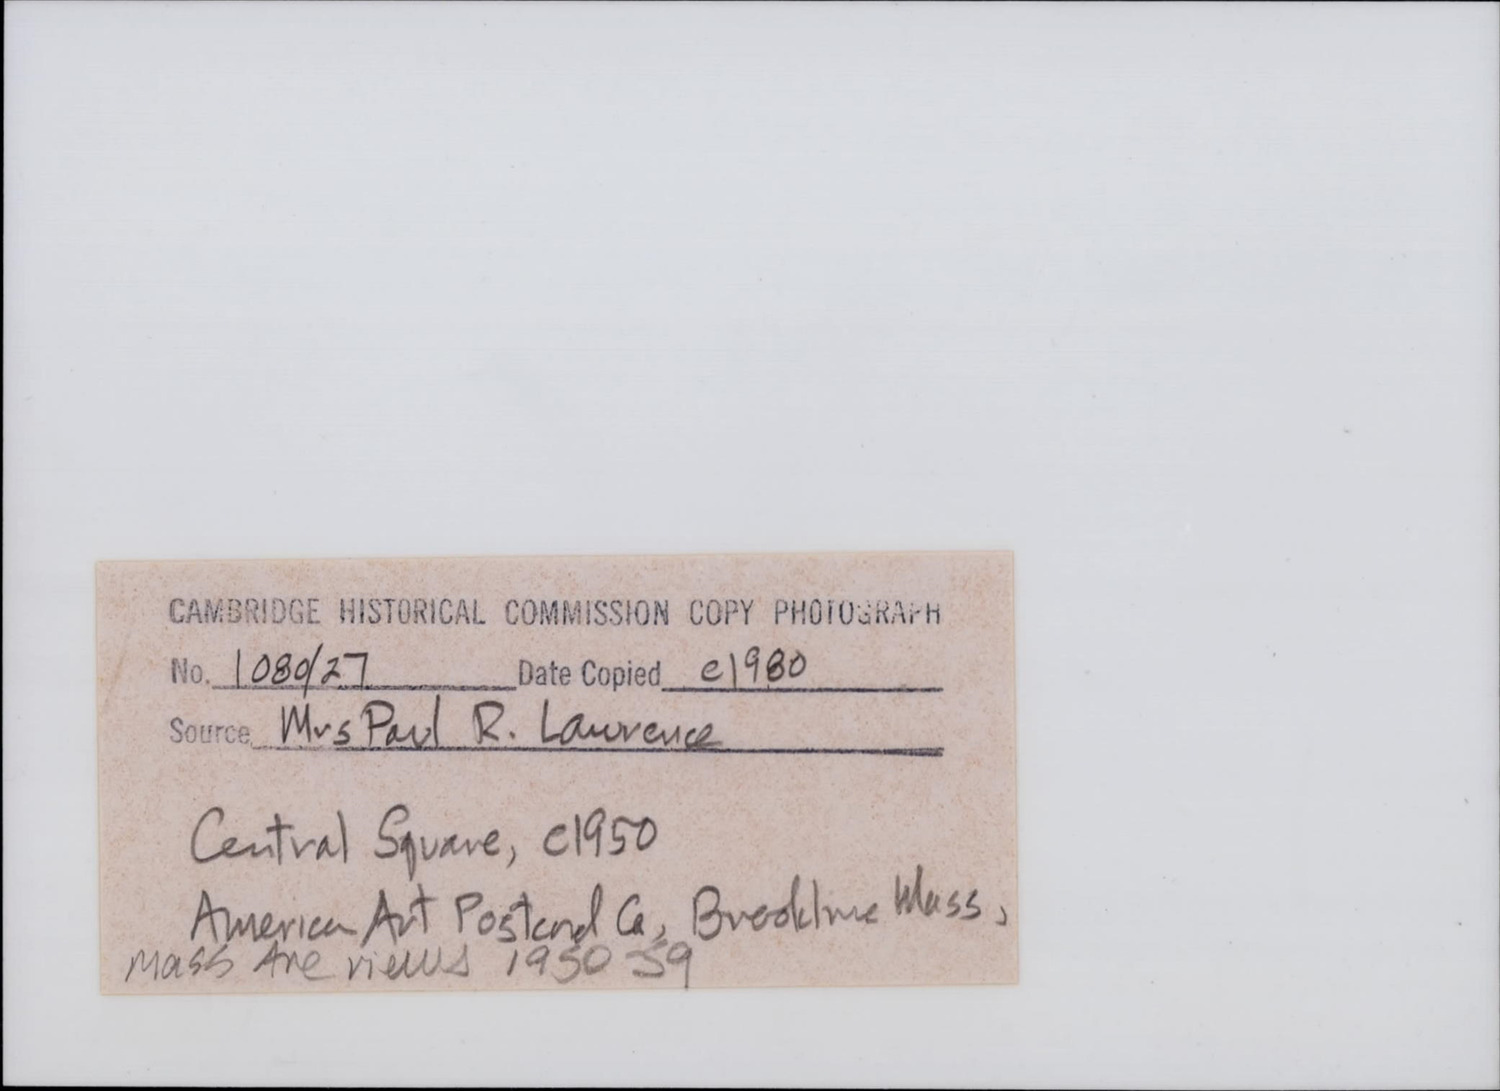 CAMBRIDGE HISTORICAL COMMISSION COPY PHOTOGRAPH
No. 1080/27 Date Copied c1980
Source Mrs Paul R. Lawrence
Central Square, c1950
American Art Postcard Co, Brookline Mass,
Mass Ave views 1950 59